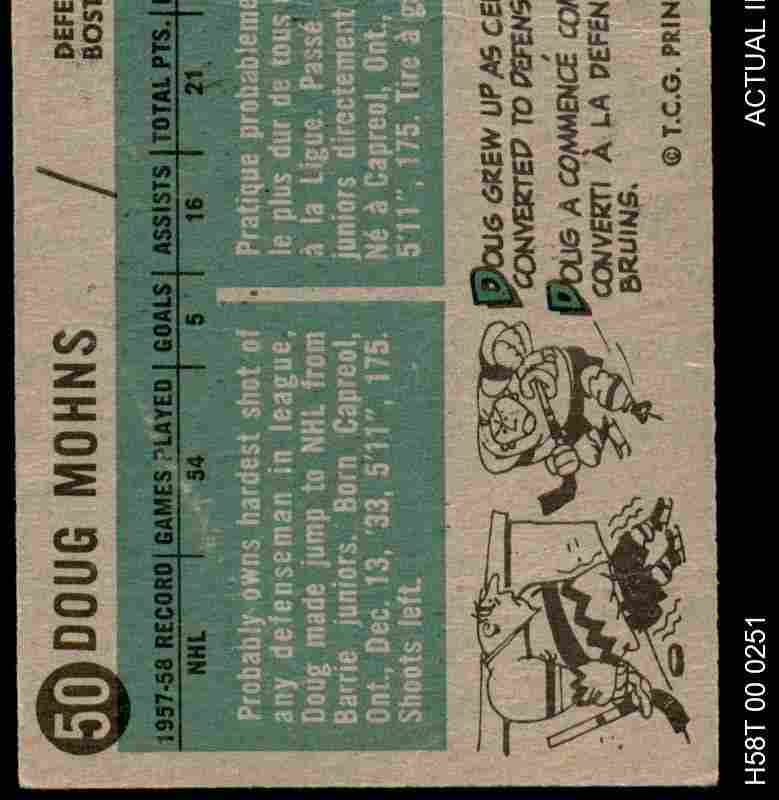 50 DOUG MOHNS
DEFE
BOST
1957-58 RECORD GAMES PLAYED GOALS ASSISTS TOTAL PTS.
NHL 54 5 16 21
Probably owns hardest shot of
any defenseman in league,
Doug made jump to NHL from
Barrie juniors. Born Capreol,
Ont., Dec. 13, '33, 5'11", 175.
Shoots left.
Pratique probableme
le plus dur de tous
à la Ligue. Passé
juniors directement
Né à Capreol, Ont.,
5'11", 175. Tire à g
DOUG GREW UP AS CE
CONVERTED TO DEFENS
DOUG A COMMENCÉ CO
CONVERTI À LA DÉFEN
BRUINS.
© T.C.G. PRIN
H58T 00 0251
ACTUAL I